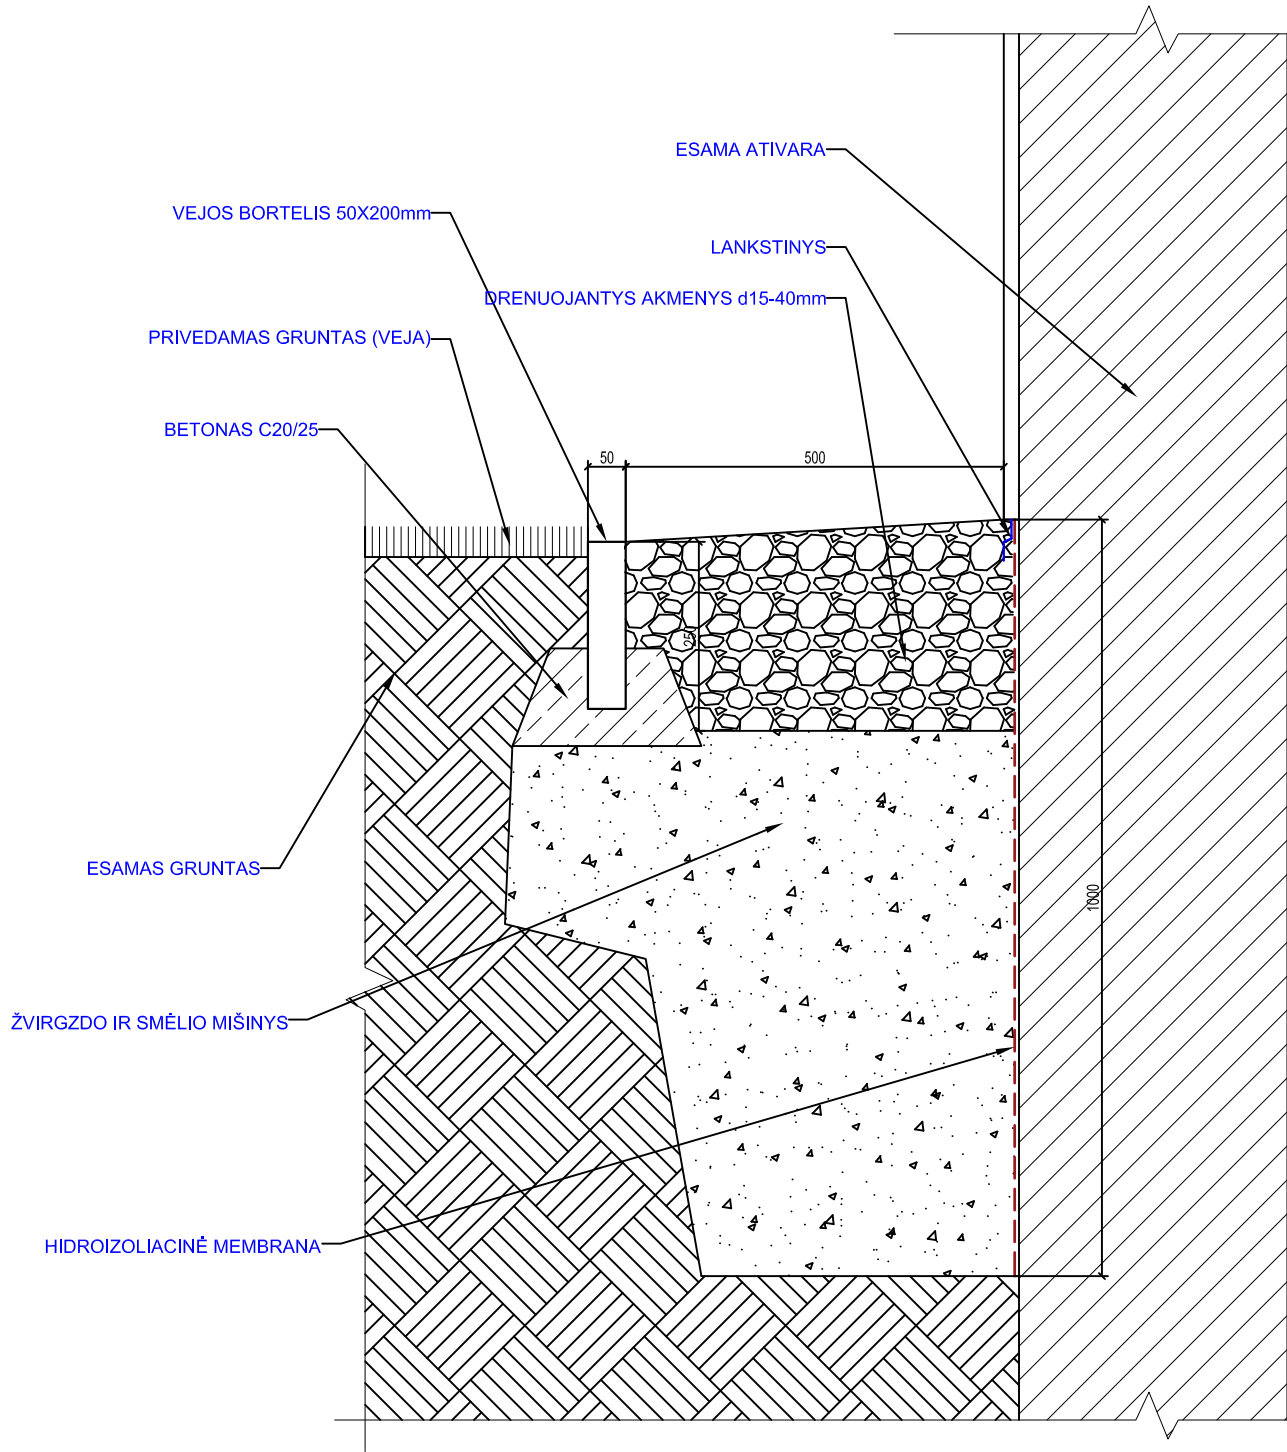 ESAMA ATIVARA
VEJOS BORTELIS 50X200mm
LANKSTINYS
DRENUOJANTYS AKMENYS d15-40mm
PRIVEDAMAS GRUNTAS (VEJA)
BETONAS C20/25
50
500
250
ESAMAS GRUNTAS
1000
ŽVIRGZDO IR SMĖLIO MIŠINYS
HIDROIZOLIACINĖ MEMBRANA